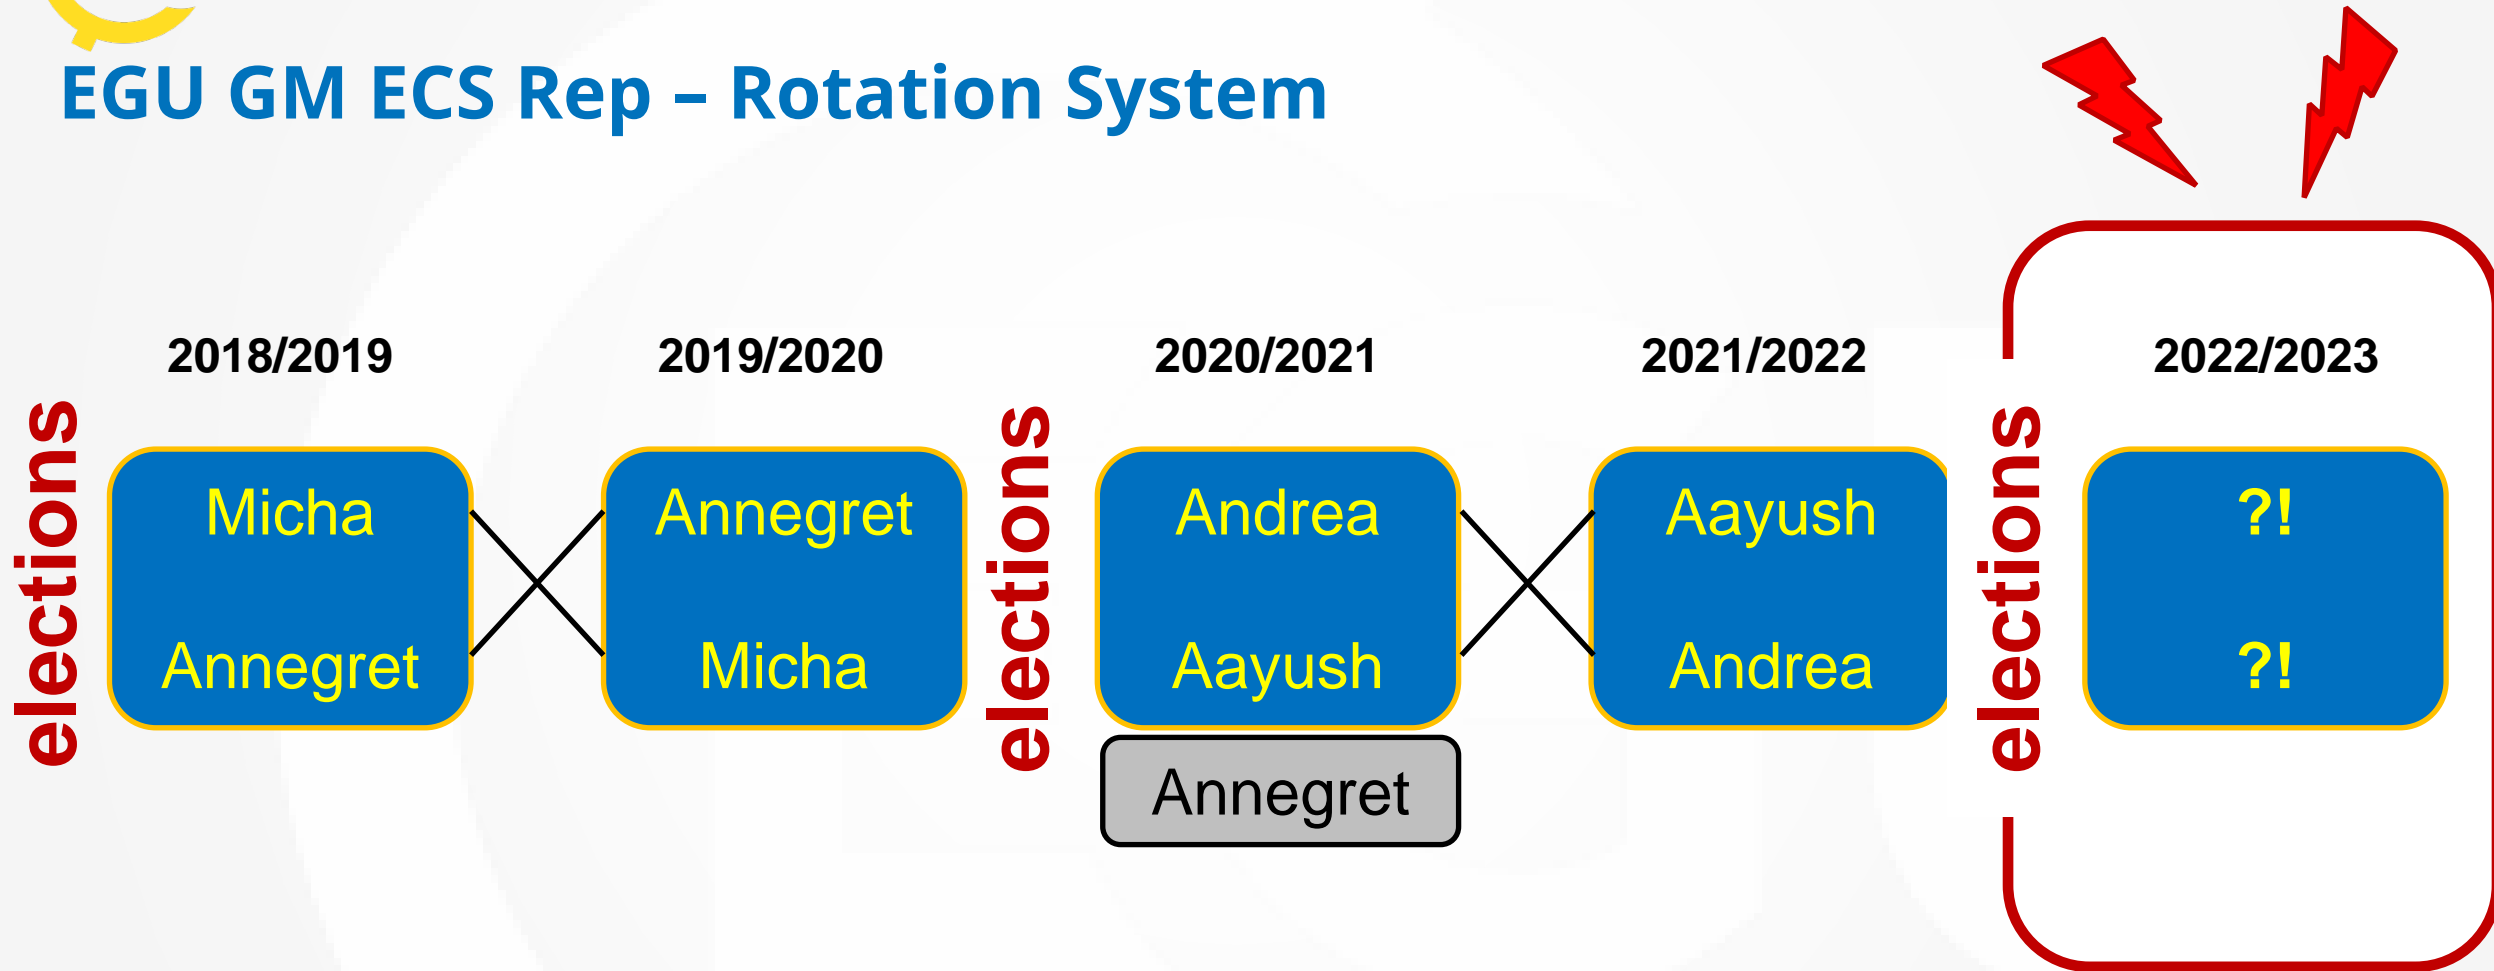 EGU GM ECS Rep – Rotation System
2018/2019
2019/2020
2020/2021
2021/2022
2022/2023
elections
Micha
Annegret
Annegret
Micha
elections
Andrea
Aayush
Annegret
Aayush
Andrea
elections
?!
?!